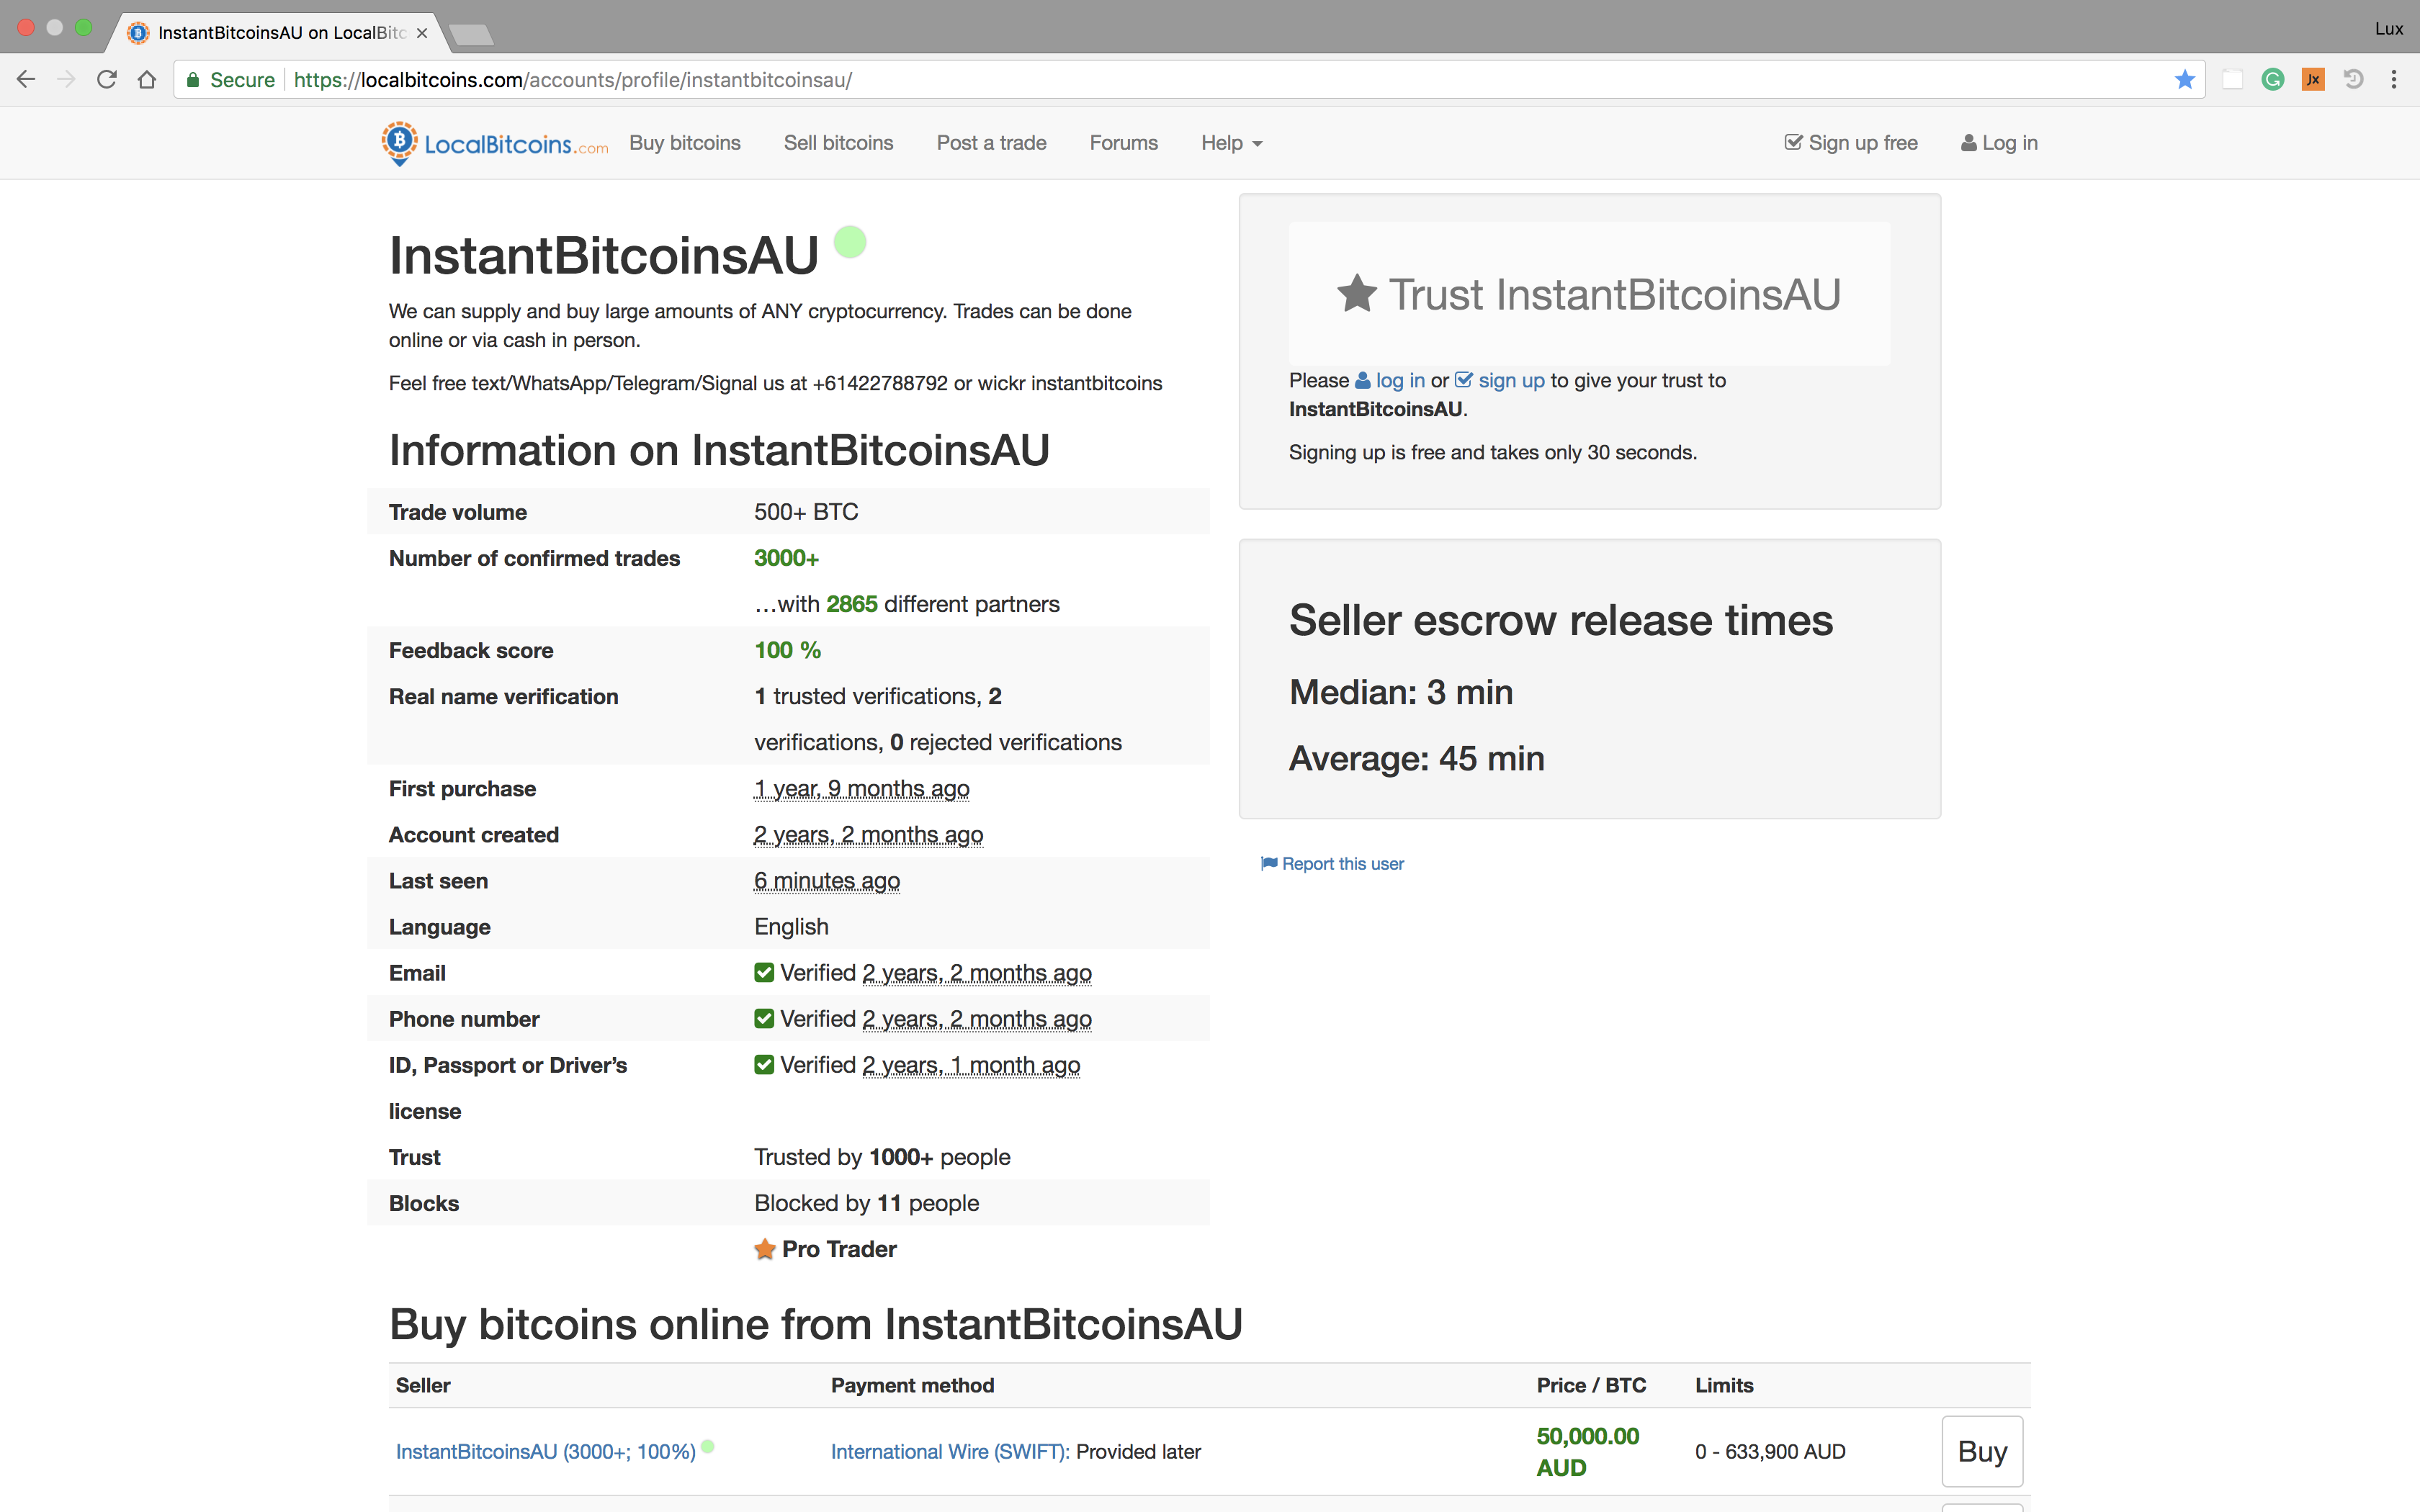 InstantBitcoinsAU on LocalBitc
Lux
Secure
https://localbitcoins.com/accounts/profile/instantbitcoinsau/
Jx
LocalBitcoins.com
Buy bitcoins
Sell bitcoins
Post a trade
Forums
Help
Sign up free
Log in
InstantBitcoinsAU
We can supply and buy large amounts of ANY cryptocurrency. Trades can be done
online or via cash in person.
Feel free text/WhatsApp/Telegram/Signal us at +61422788792 or wickr instantbitcoins
Trust InstantBitcoinsAU
Please log in or sign up to give your trust to
InstantBitcoinsAU.
Signing up is free and takes only 30 seconds.
Information on InstantBitcoinsAU
Trade volume 500+ BTC
Number of confirmed trades 3000+
…with 2865 different partners
Feedback score 100 %
Real name verification 1 trusted verifications, 2
verifications, 0 rejected verifications
First purchase 1 year, 9 months ago
Account created 2 years, 2 months ago
Last seen 6 minutes ago
Language English
Email Verified 2 years, 2 months ago
Phone number Verified 2 years, 2 months ago
ID, Passport or Driver’s Verified 2 years, 1 month ago
license
Trust Trusted by 1000+ people
Blocks Blocked by 11 people
Pro Trader
Seller escrow release times
Median: 3 min
Average: 45 min
Report this user
Buy bitcoins online from InstantBitcoinsAU
Seller Payment method Price / BTC Limits
InstantBitcoinsAU (3000+; 100%) International Wire (SWIFT): Provided later 50,000.00 0 - 633,900 AUD Buy
AUD